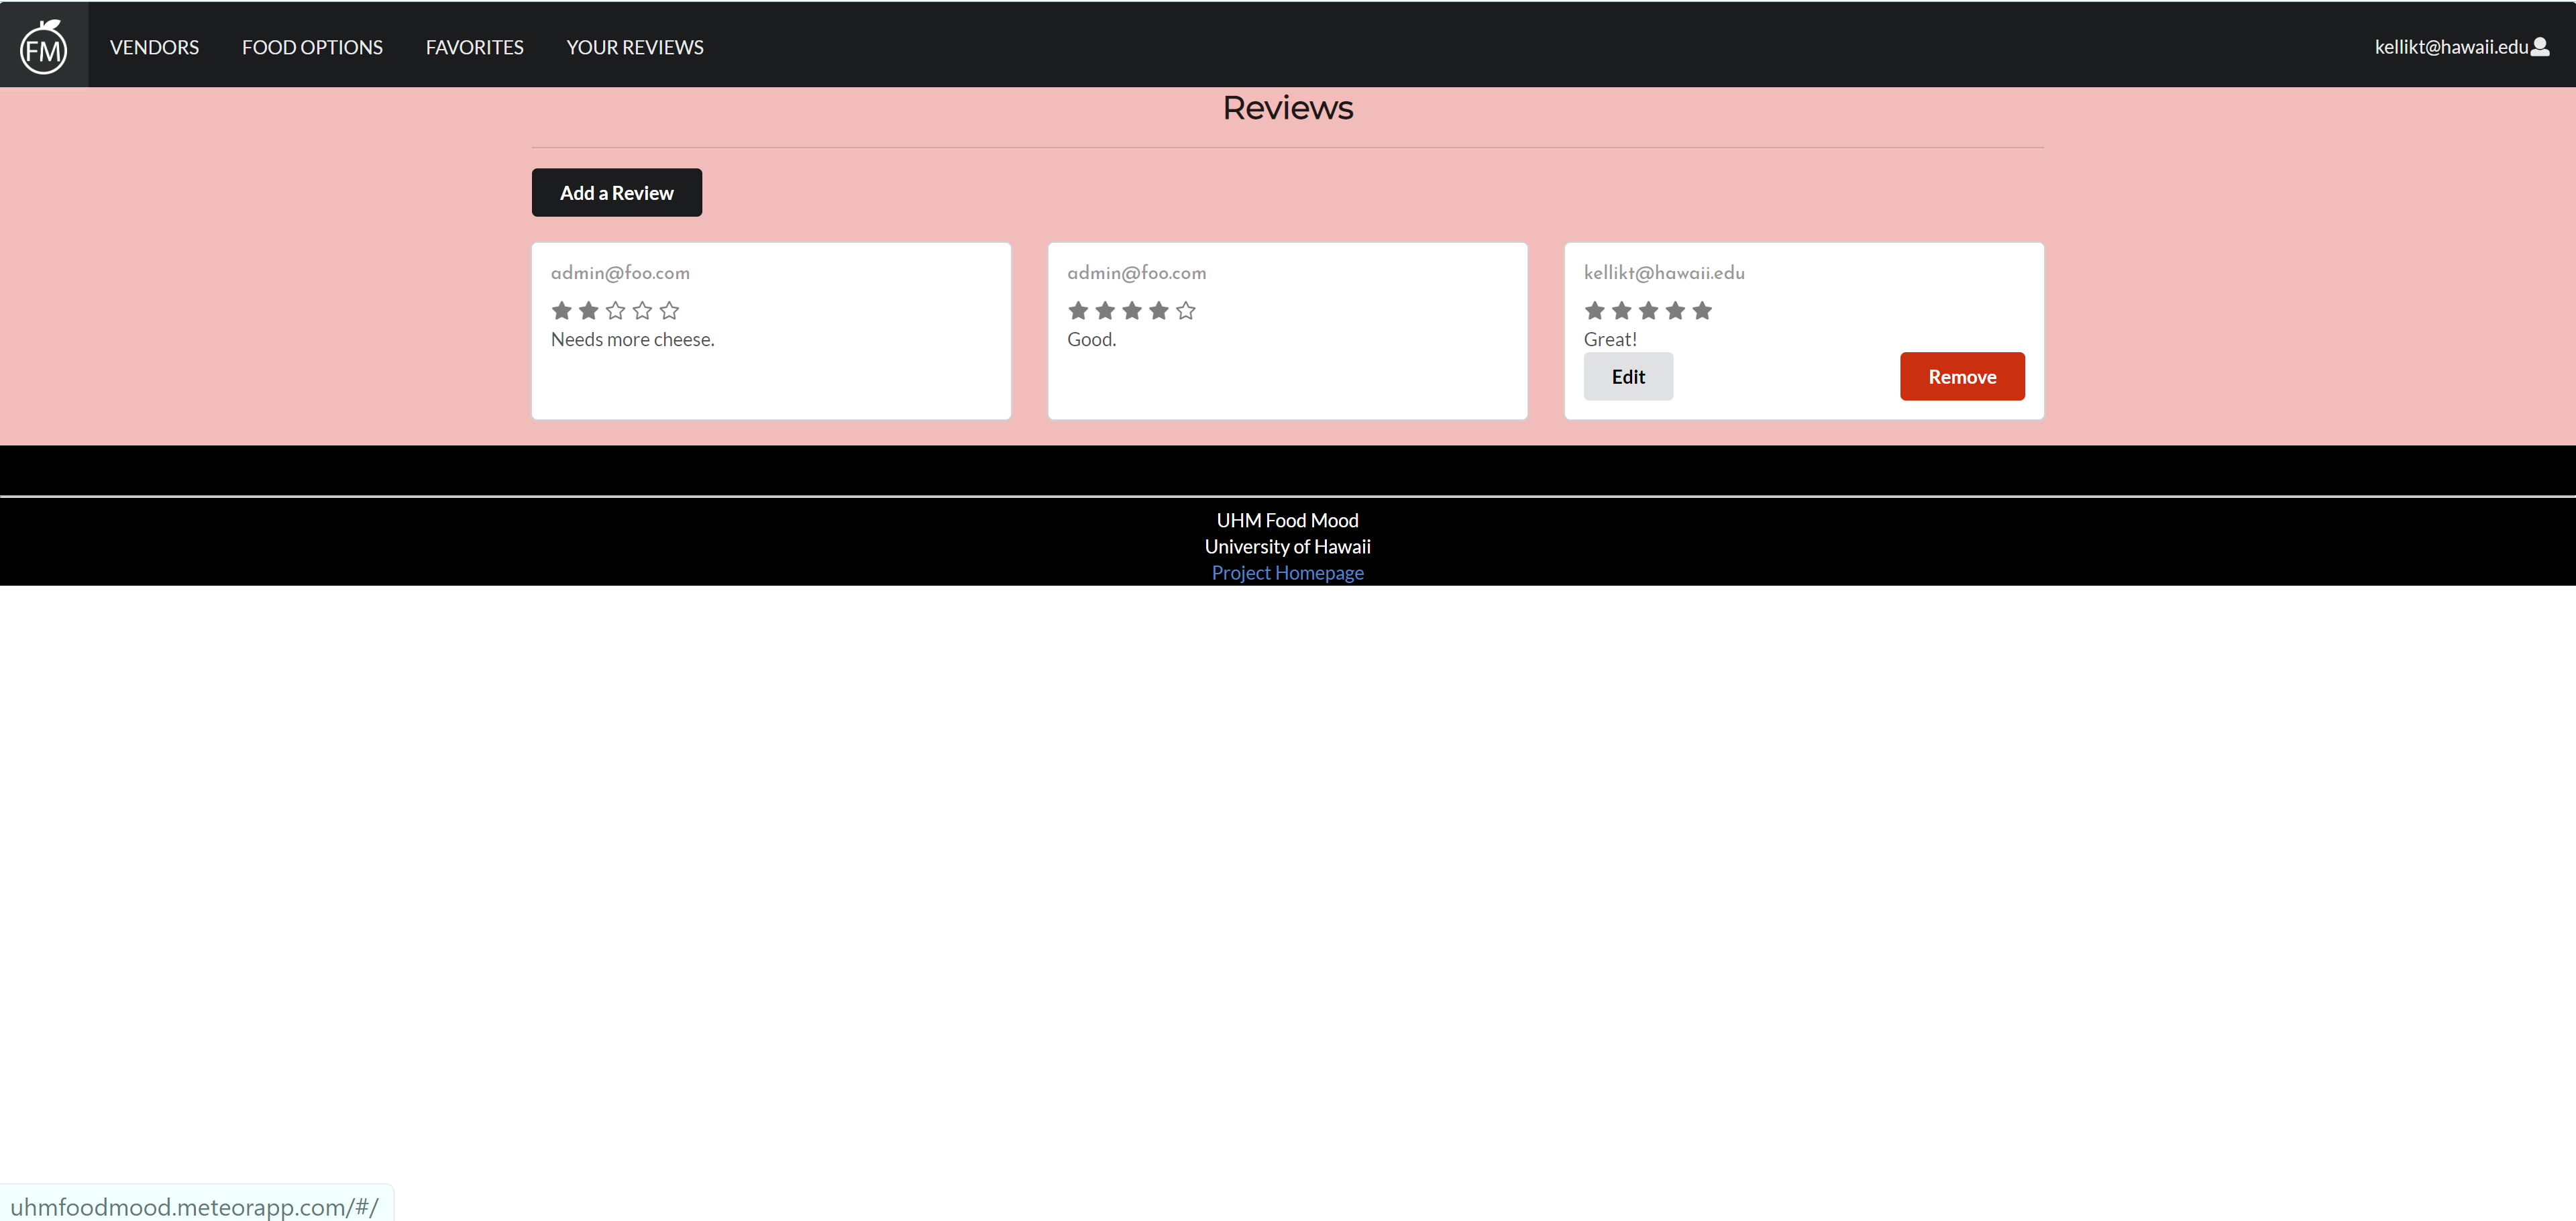 FM VENDORS FOOD OPTIONS FAVORITES YOUR REVIEWS kellikt@hawaii.edu
Reviews
Add a Review
admin@foo.com
Needs more cheese.
admin@foo.com
Good.
kellikt@hawaii.edu
Great!
Edit Remove
UHM Food Mood
University of Hawaii
Project Homepage
uhmfoodmood.meteorapp.com/#/